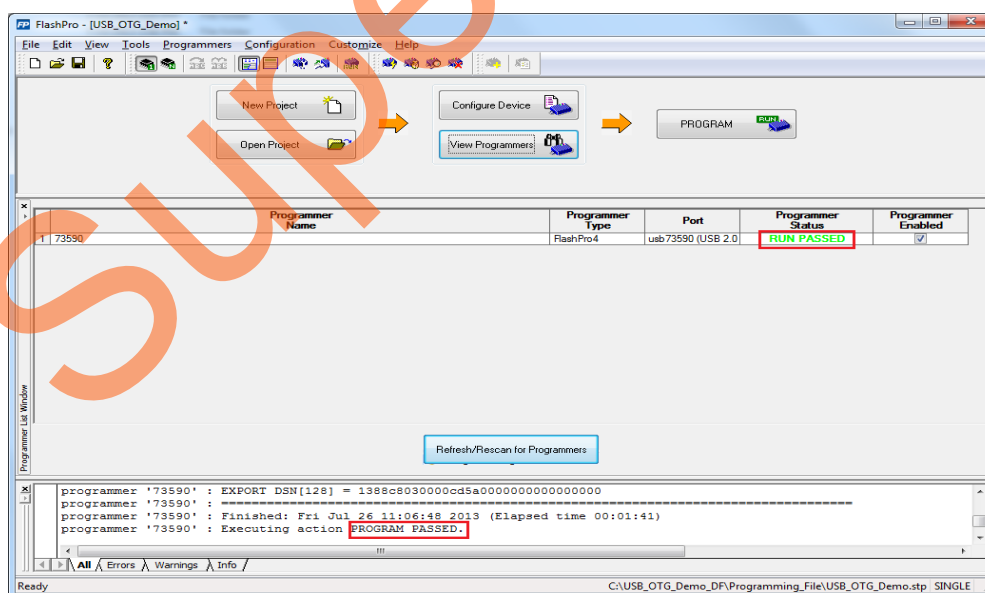 FP FlashPro - [USB_OTG_Demo] *
File Edit View Tools Programmers Configuration Customize Help
New Project
Configure Device
PROGRAM
RUN
Open Project
View Programmers
Programmer Name
Programmer Type
Port
Programmer Status
Programmer Enabled
1 73590 FlashPro4 usb73590 (USB 2.0 RUN PASSED
Programmer List Window
Refresh/Rescan for Programmers
programmer '73590' : EXPORT DSN[128] = 1388c8030000cd5a0000000000000000
programmer '73590' : =====================================================================================
programmer '73590' : Finished: Fri Jul 26 11:06:48 2013 (Elapsed time 00:01:41)
programmer '73590' : Executing action PROGRAM PASSED.
All Errors Warnings Info
Ready C:\USB_OTG_Demo_DF\Programming_File\USB_OTG_Demo.stp SINGLE
Supe